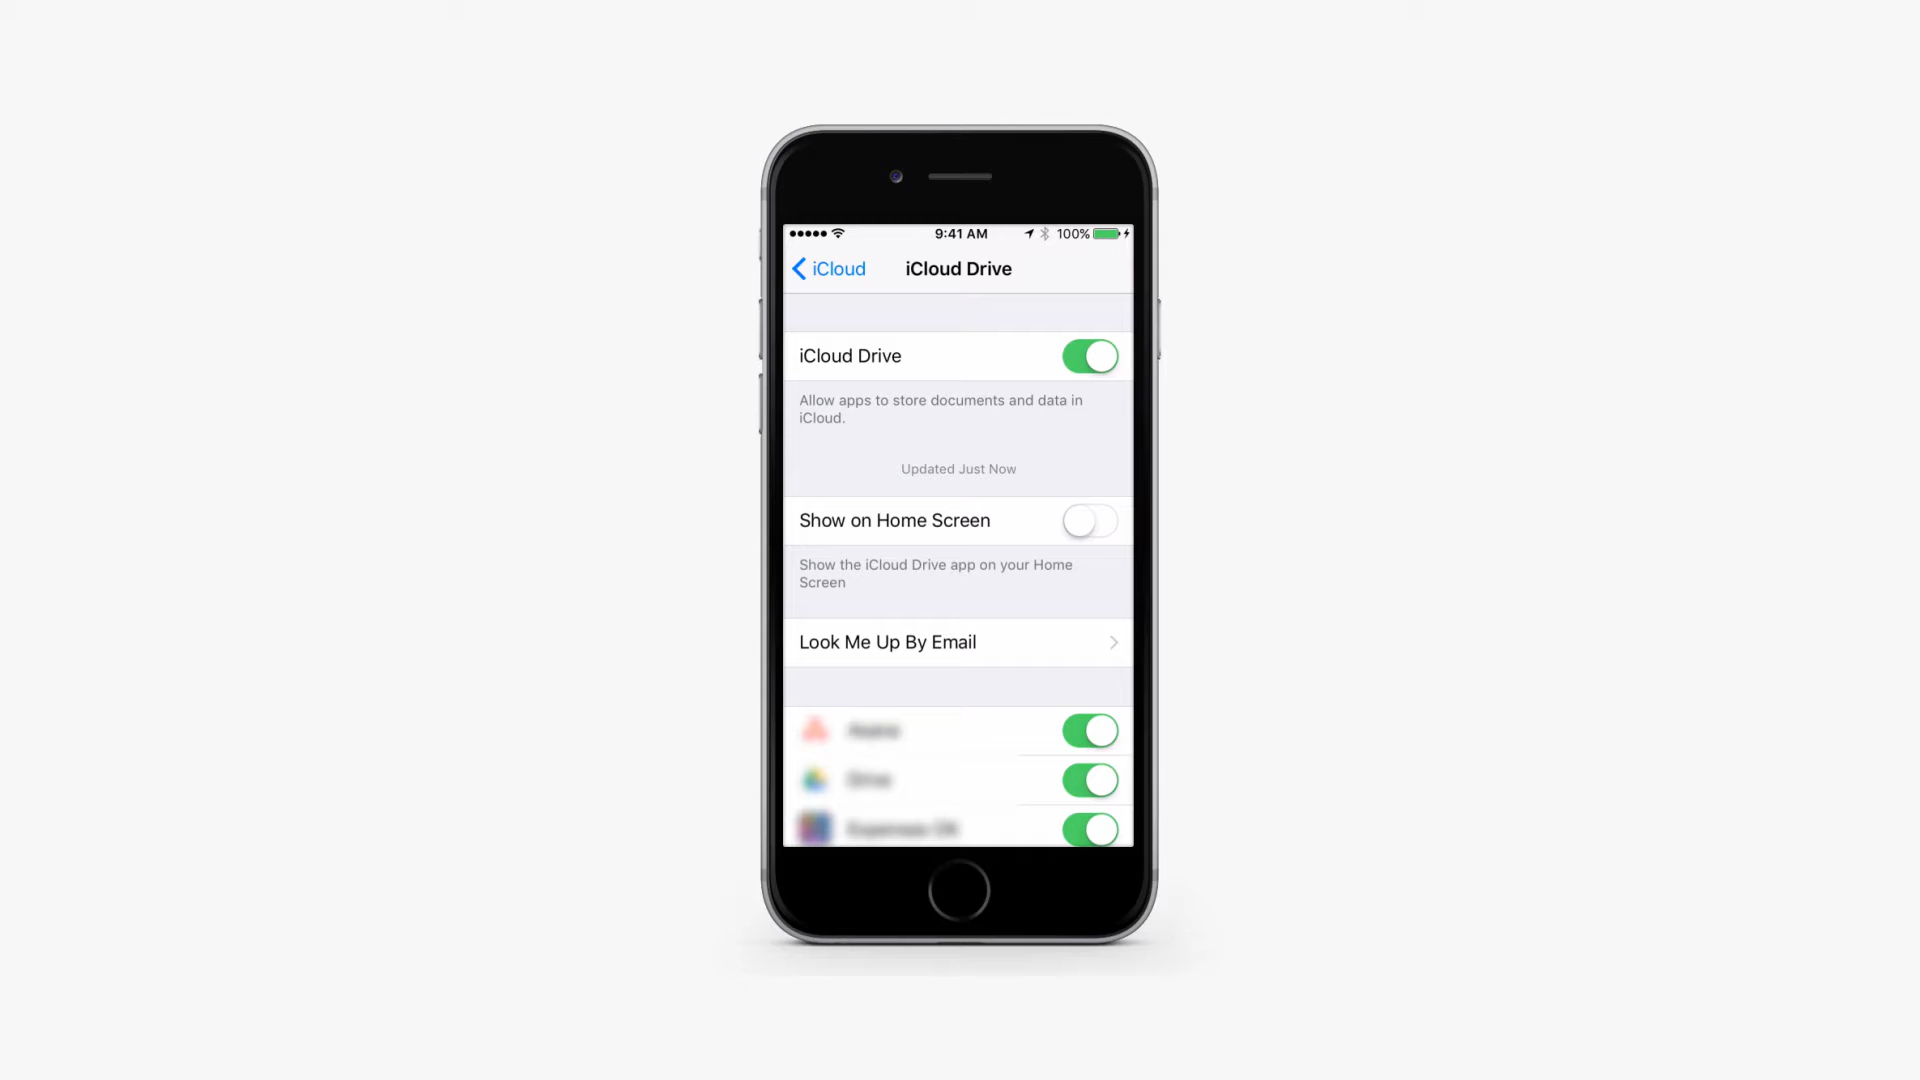 9:41 AM 100%
iCloud iCloud Drive
iCloud Drive
Allow apps to store documents and data in
iCloud.
Updated Just Now
Show on Home Screen
Show the iCloud Drive app on your Home
Screen
Look Me Up By Email
Drive